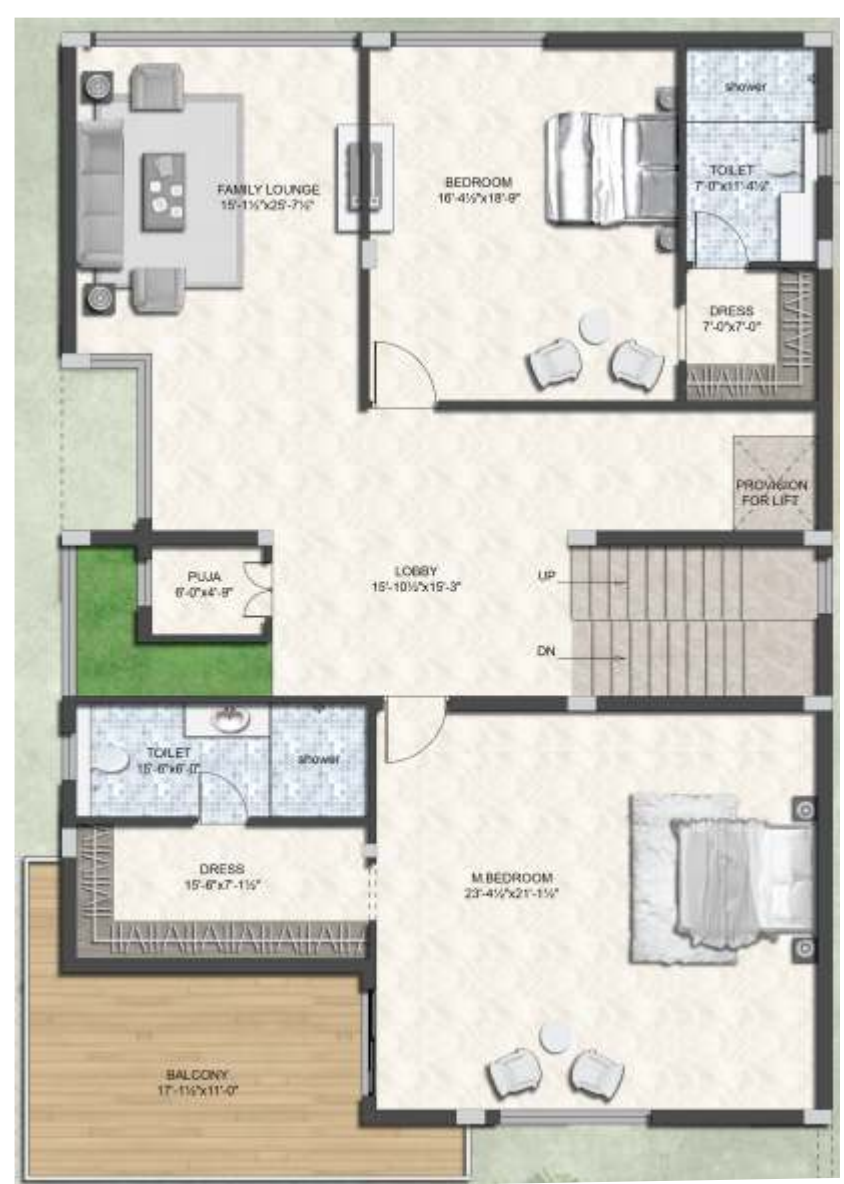 shower
FAMILY LOUNGE
15'-1½"x25'-7½"
BEDROOM
16'-4½"x18'-9"
TOILET
7'-0"x11'-4½"
DRESS
7'-0"x7'-0"
PROVISION
FOR LIFT
PUJA
6'-0"x4'-9"
LOBBY
15'-10½"x15'-3"
UP
DN
TOILET
15'-6"x6'-0"
shower
DRESS
15'-6"x7'-1½"
M.BEDROOM
23'-4½"x21'-1½"
BALCONY
17'-1½"x11'-0"